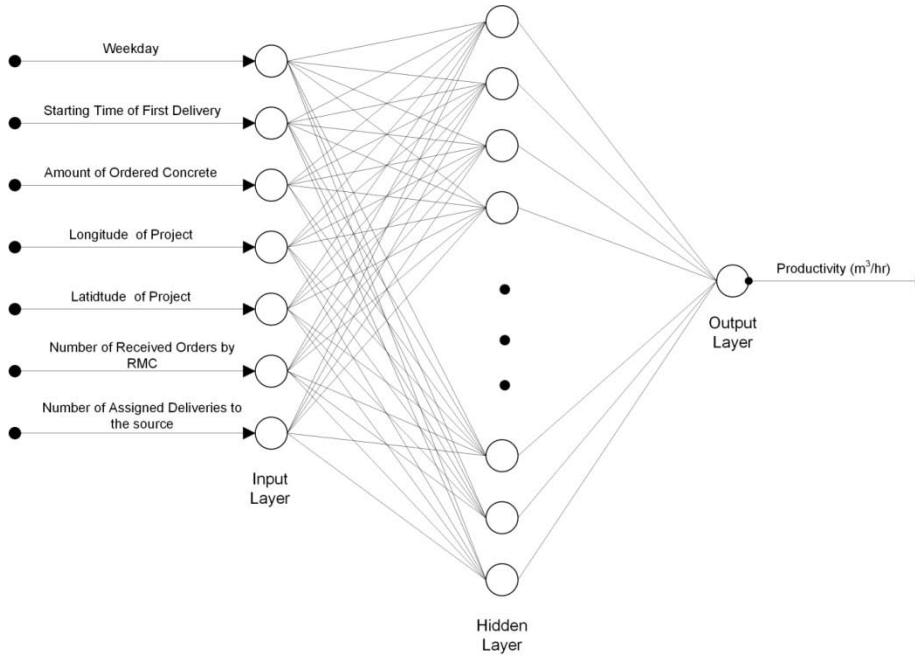 Weekday
Starting Time of First Delivery
Amount of Ordered Concrete
Longitude of Project
Latidtude of Project
Number of Received Orders by
RMC
Number of Assigned Deliveries to
the source
Input
Layer
Hidden
Layer
Output
Layer
Productivity (m³/hr)